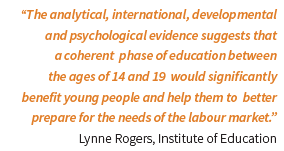 “The analytical, international, developmental
and psychological evidence suggests that
a coherent phase of education between
the ages of 14 and 19 would significantly
benefit young people and help them to better
prepare for the needs of the labour market.”
Lynne Rogers, Institute of Education